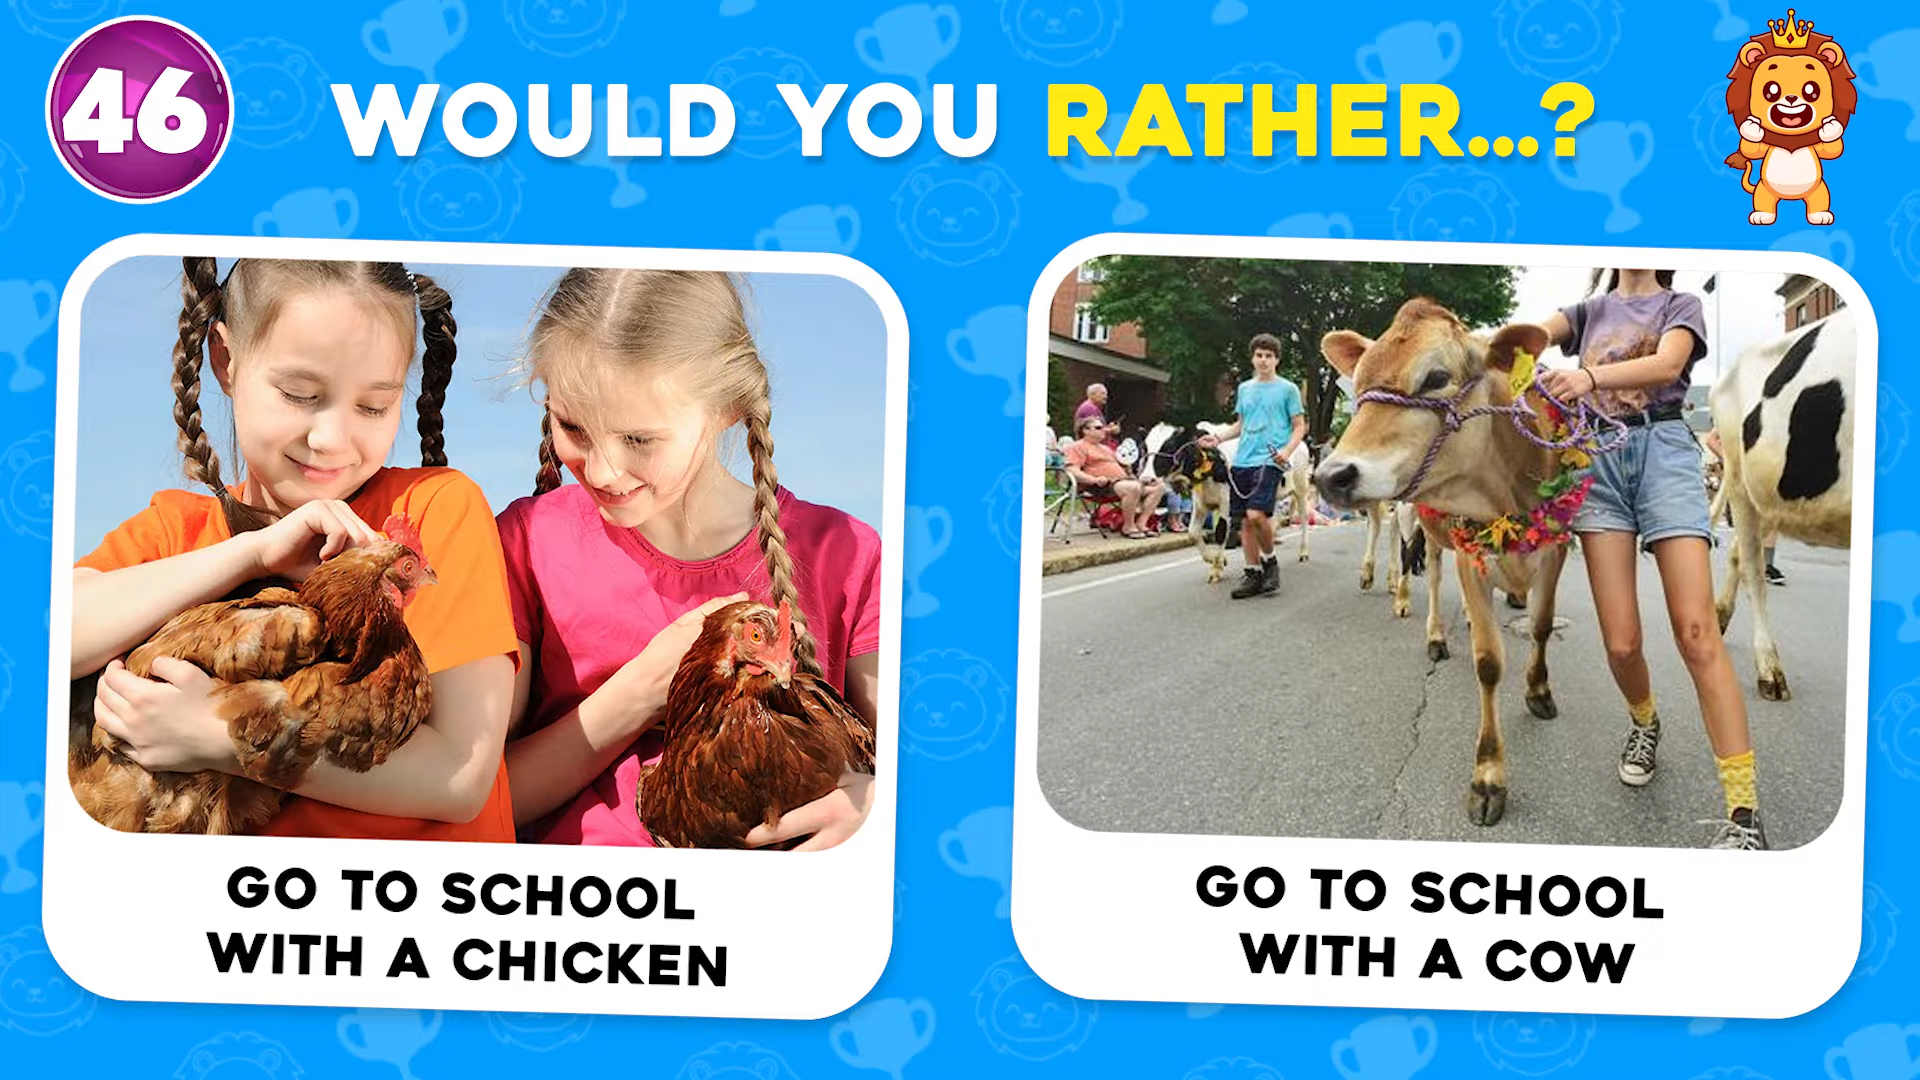 46
WOULD YOU RATHER...?
GO TO SCHOOL
WITH A CHICKEN
GO TO SCHOOL
WITH A COW